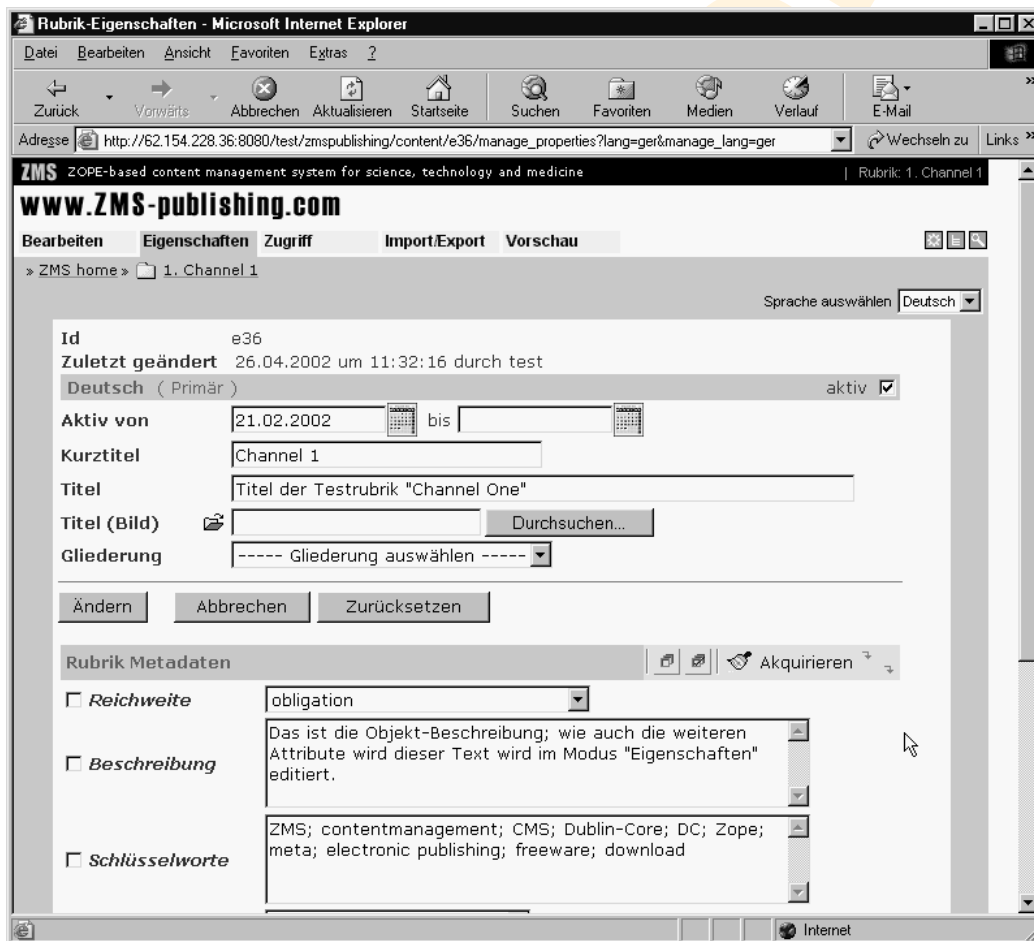 Rubrik-Eigenschaften - Microsoft Internet Explorer
Datei Bearbeiten Ansicht Favoriten Extras ?
Zurück Vorwärts Abbrechen Aktualisieren Startseite Suchen Favoriten Medien Verlauf E-Mail »
Adresse http://62.154.228.36:8080/test/zmspublishing/content/e36/manage_properties?lang=ger&manage_lang=ger Wechseln zu Links »
ZMS ZOPE-based content management system for science, technology and medicine | Rubrik: 1. Channel 1
www.ZMS-publishing.com
Bearbeiten Eigenschaften Zugriff Import/Export Vorschau
» ZMS home » 1. Channel 1
Sprache auswählen Deutsch
Id e36
Zuletzt geändert 26.04.2002 um 11:32:16 durch test
Deutsch ( Primär ) aktiv
Aktiv von 21.02.2002 bis
Kurztitel Channel 1
Titel Titel der Testrubrik "Channel One"
Titel (Bild) Durchsuchen...
Gliederung ----- Gliederung auswählen -----
Ändern Abbrechen Zurücksetzen
Rubrik Metadaten Akquirieren
Reichweite obligation
Beschreibung Das ist die Objekt-Beschreibung; wie auch die weiteren
Attribute wird dieser Text wird im Modus "Eigenschaften"
editiert.
Schlüsselworte ZMS; contentmanagement; CMS; Dublin-Core; DC; Zope;
meta; electronic publishing; freeware; download
Internet